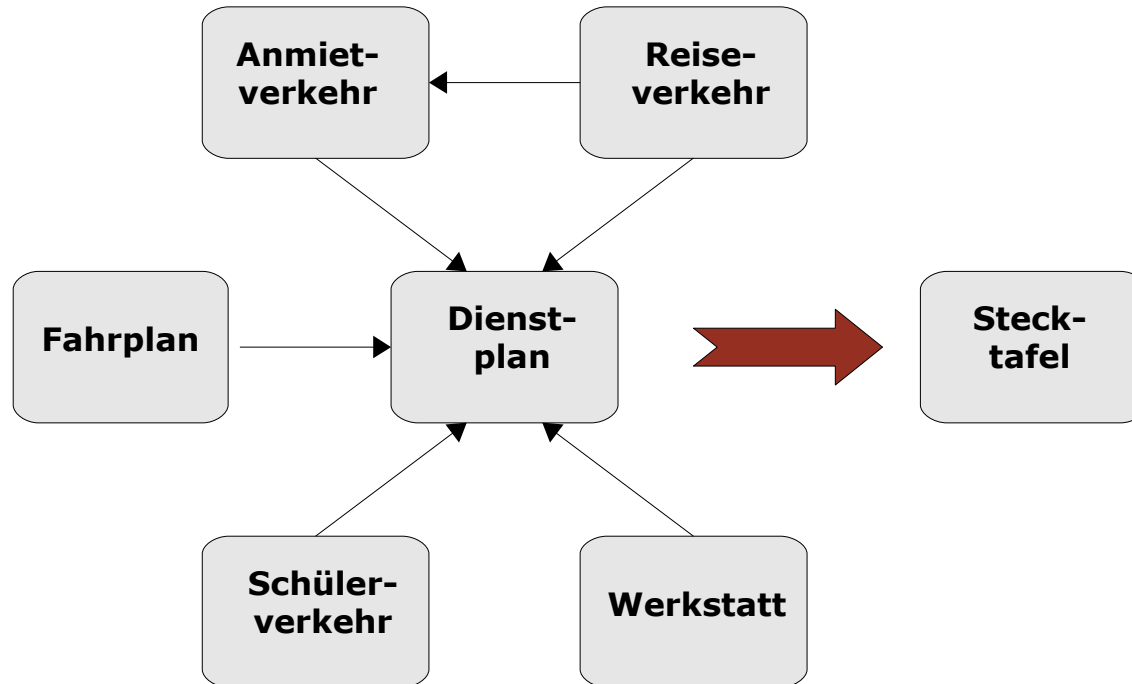 Anmiet-
verkehr
Reise-
verkehr
Fahrplan
Dienst-
plan
Steck-
tafel
Schüler-
verkehr
Werkstatt